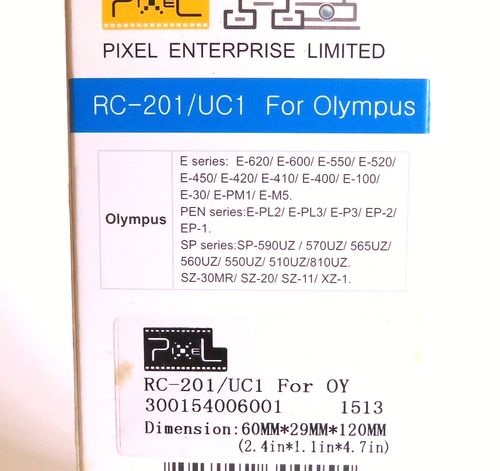 PIXEL
PIXEL ENTERPRISE LIMITED
RC-201/UC1 For Olympus
Olympus
E series: E-620/ E-600/ E-550/ E-520/
E-450/ E-420/ E-410/ E-400/ E-100/
E-30/ E-PM1/ E-M5.
PEN series:E-PL2/ E-PL3/ E-P3/ EP-2/
EP-1.
SP series:SP-590UZ / 570UZ/ 565UZ/
560UZ/ 550UZ/ 510UZ/810UZ.
SZ-30MR/ SZ-20/ SZ-11/ XZ-1.
PIXEL
RC-201/UC1 For OY
300154006001 1513
Dimension:60MM*29MM*120MM
(2.4in*1.1in*4.7in)